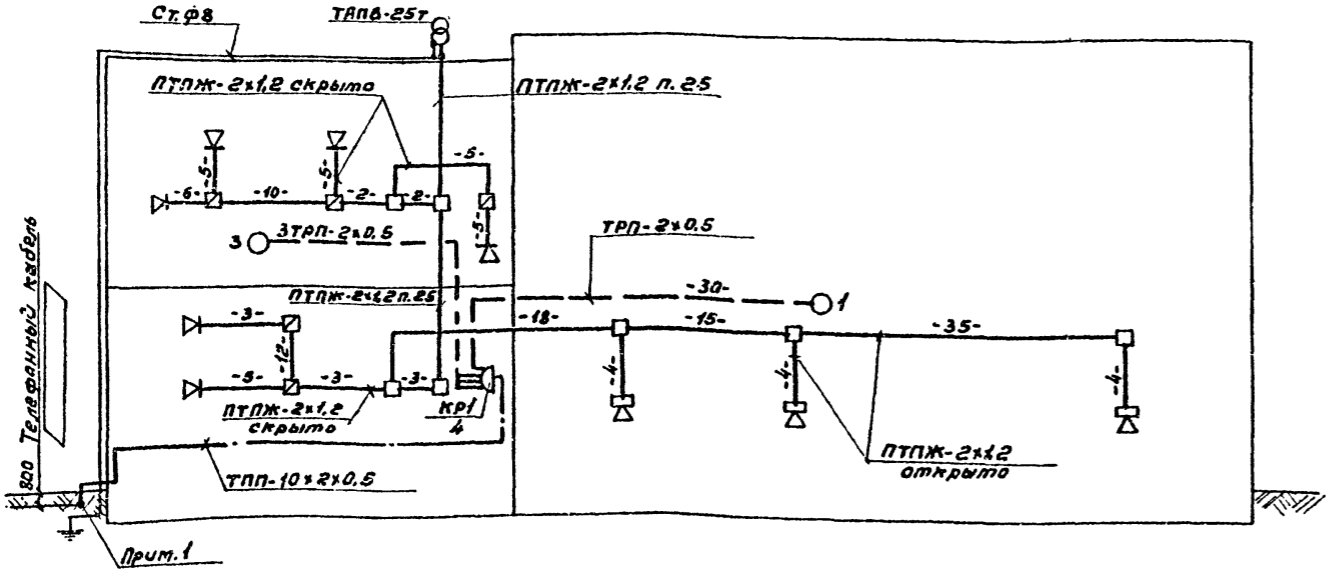 Ст. ф8
ТАПВ-25т
ПТПЖ-2х1,2 скрыто
ПТПЖ-2х1,2 п. 25
-5-
-5-
-5-
-6-
-10-
-2-
-2-
-5-
3
3ТРП-2х0,5
ТРП-2х0,5
-30-
1
ПТПЖ-2х1,2 п. 25
-3-
-18-
-15-
-35-
-12-
-5-
-3-
-3-
-4-
-4-
-4-
ПТПЖ-2х1,2
скрыто
КР1
4
ПТПЖ-2х1,2
открыто
ТПП-10х2х0,5
800
Телефонный кабель
Прим. 1